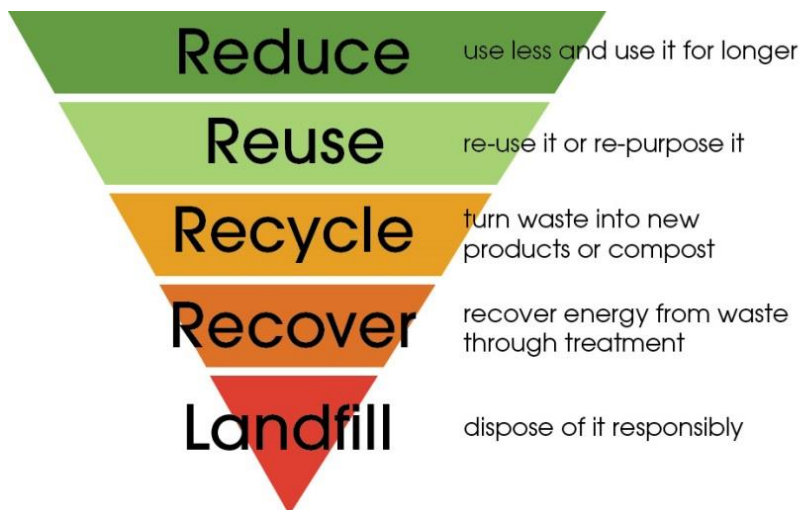 Reduce
use less and use it for longer
Reuse
re-use it or re-purpose it
Recycle
turn waste into new
products or compost
Recover
recover energy from waste
through treatment
Landfill
dispose of it responsibly